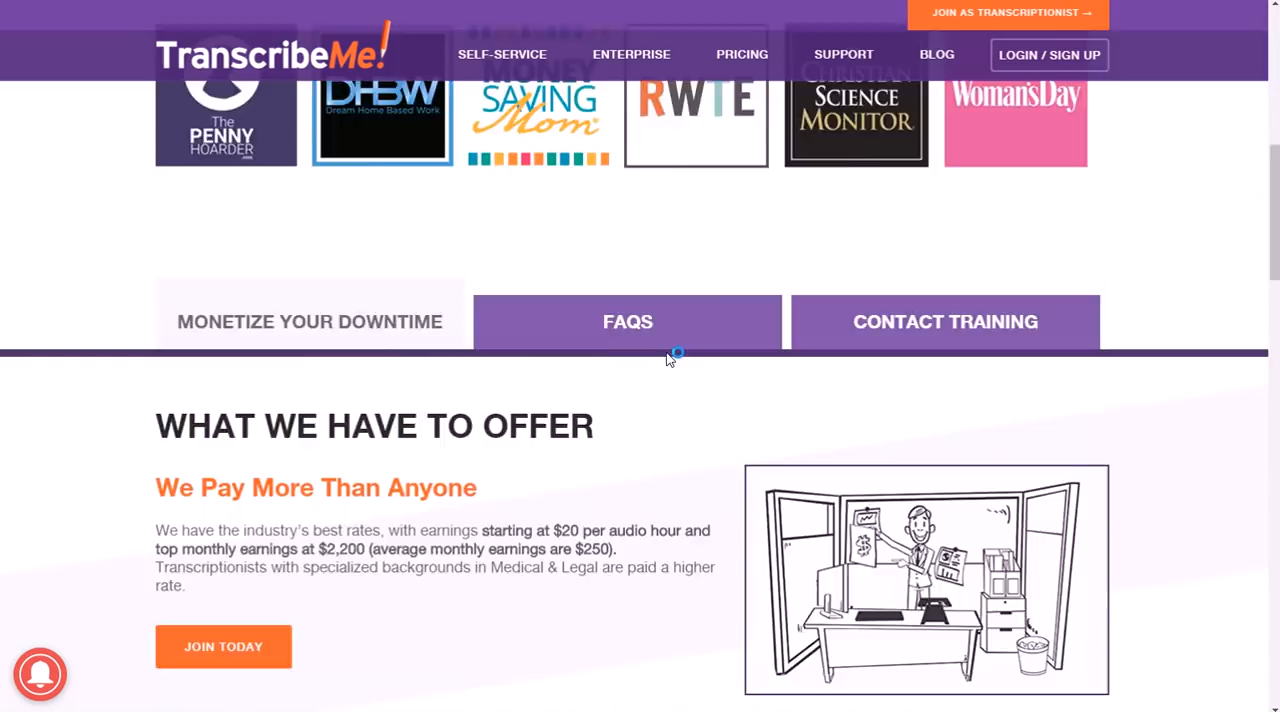 JOIN AS TRANSCRIPTIONIST →
TranscribeMe!
SELF-SERVICE
ENTERPRISE
PRICING
SUPPORT
BLOG
LOGIN / SIGN UP
The
PENNY
HOARDER
.com
DHBW
Dream Home Based Work
MONEY
SAVING
Mom®
RWTE
CHRISTIAN
SCIENCE
MONITOR
Woman'sDay
MONETIZE YOUR DOWNTIME
FAQS
CONTACT TRAINING
WHAT WE HAVE TO OFFER
We Pay More Than Anyone
We have the industry's best rates, with earnings starting at $20 per audio hour and
top monthly earnings at $2,200 (average monthly earnings are $250).
Transcriptionists with specialized backgrounds in Medical & Legal are paid a higher
rate.
JOIN TODAY